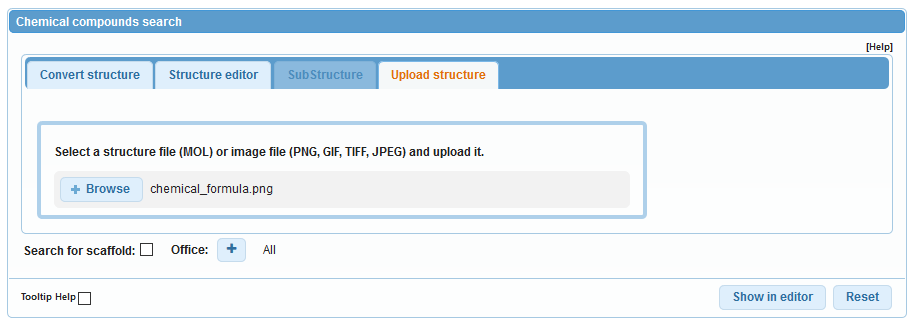 Chemical compounds search
[Help]
Convert structure Structure editor SubStructure Upload structure
Select a structure file (MOL) or image file (PNG, GIF, TIFF, JPEG) and upload it.
+ Browse chemical_formula.png
Search for scaffold: Office: + All
Tooltip Help Show in editor Reset